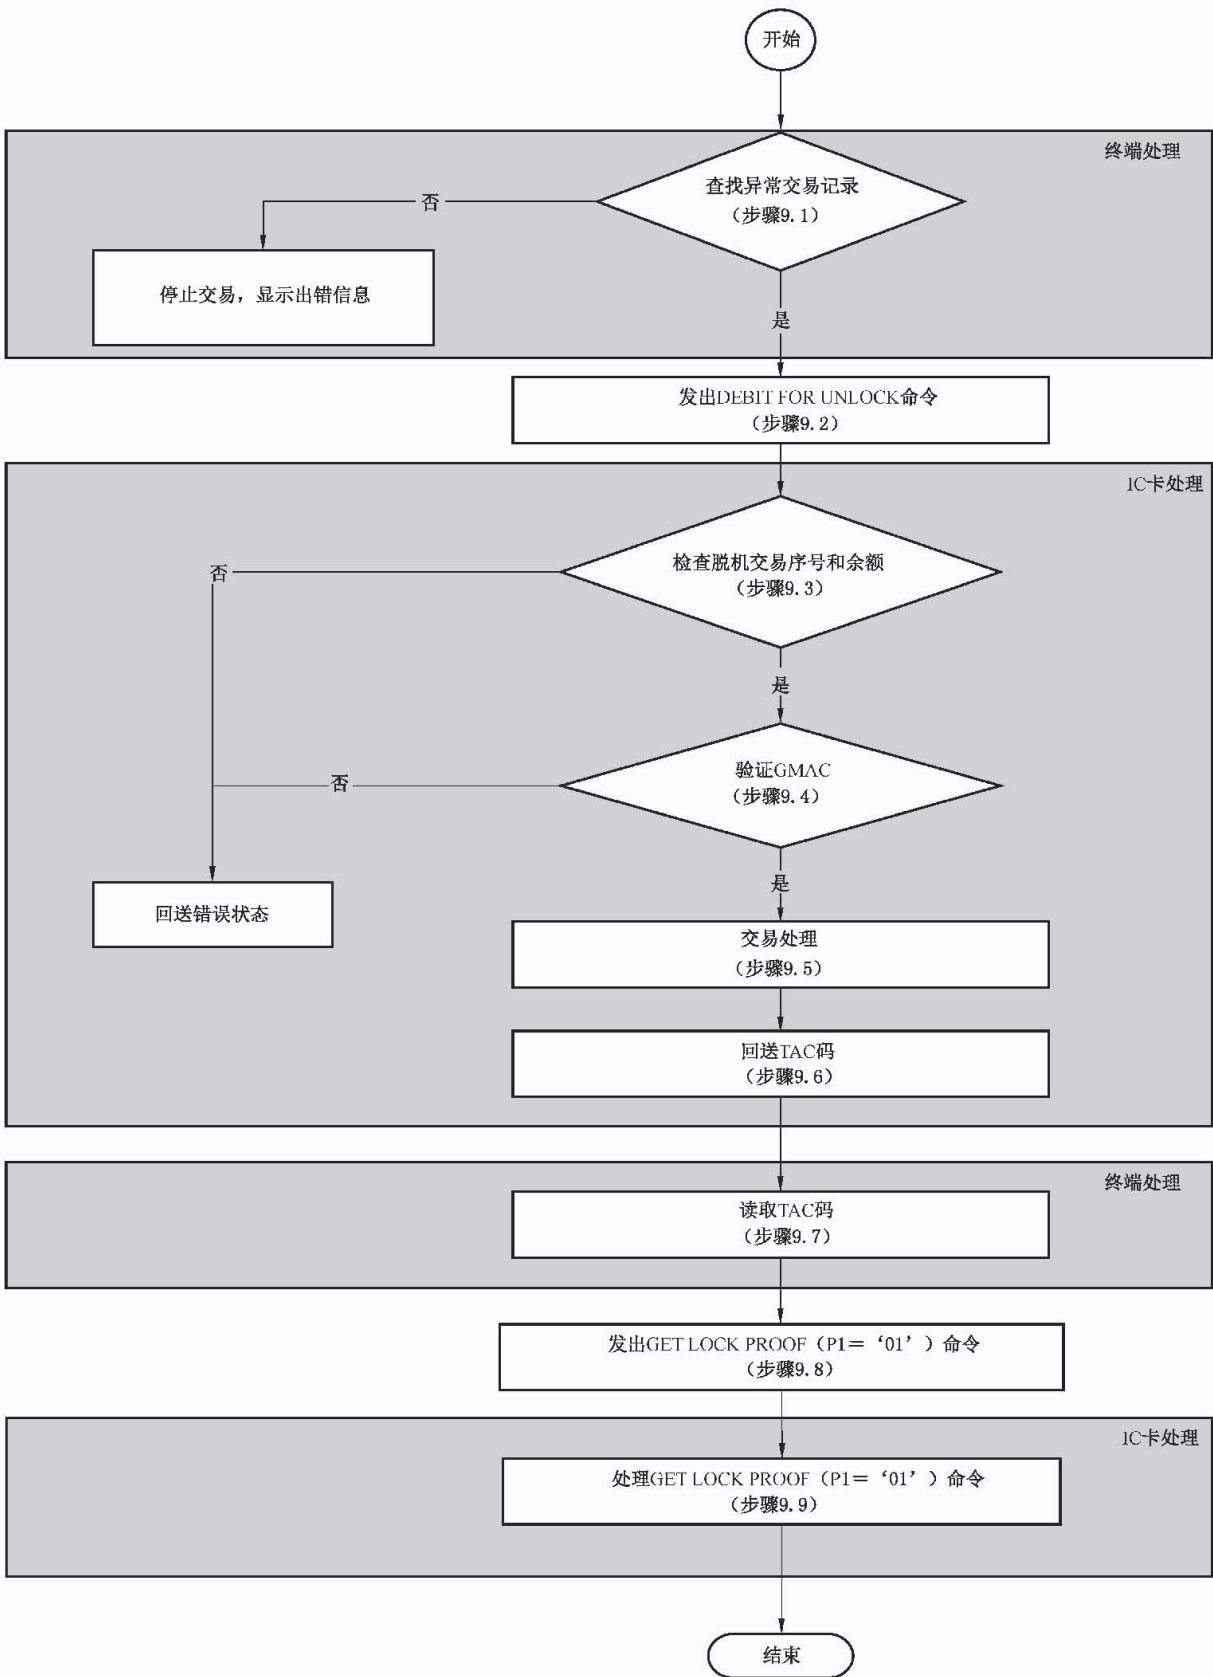 开始
终端处理
查找异常交易记录
(步骤9.1)
否
停止交易，显示出错信息
是
发出DEBIT FOR UNLOCK命令
(步骤9.2)
IC卡处理
检查脱机交易序号和余额
(步骤9.3)
否
是
验证GMAC
(步骤9.4)
否
是
回送错误状态
交易处理
(步骤9.5)
回送TAC码
(步骤9.6)
终端处理
读取TAC码
(步骤9.7)
发出GET LOCK PROOF（P1＝‘01’）命令
(步骤9.8)
IC卡处理
处理GET LOCK PROOF（P1＝‘01’）命令
(步骤9.9)
结束